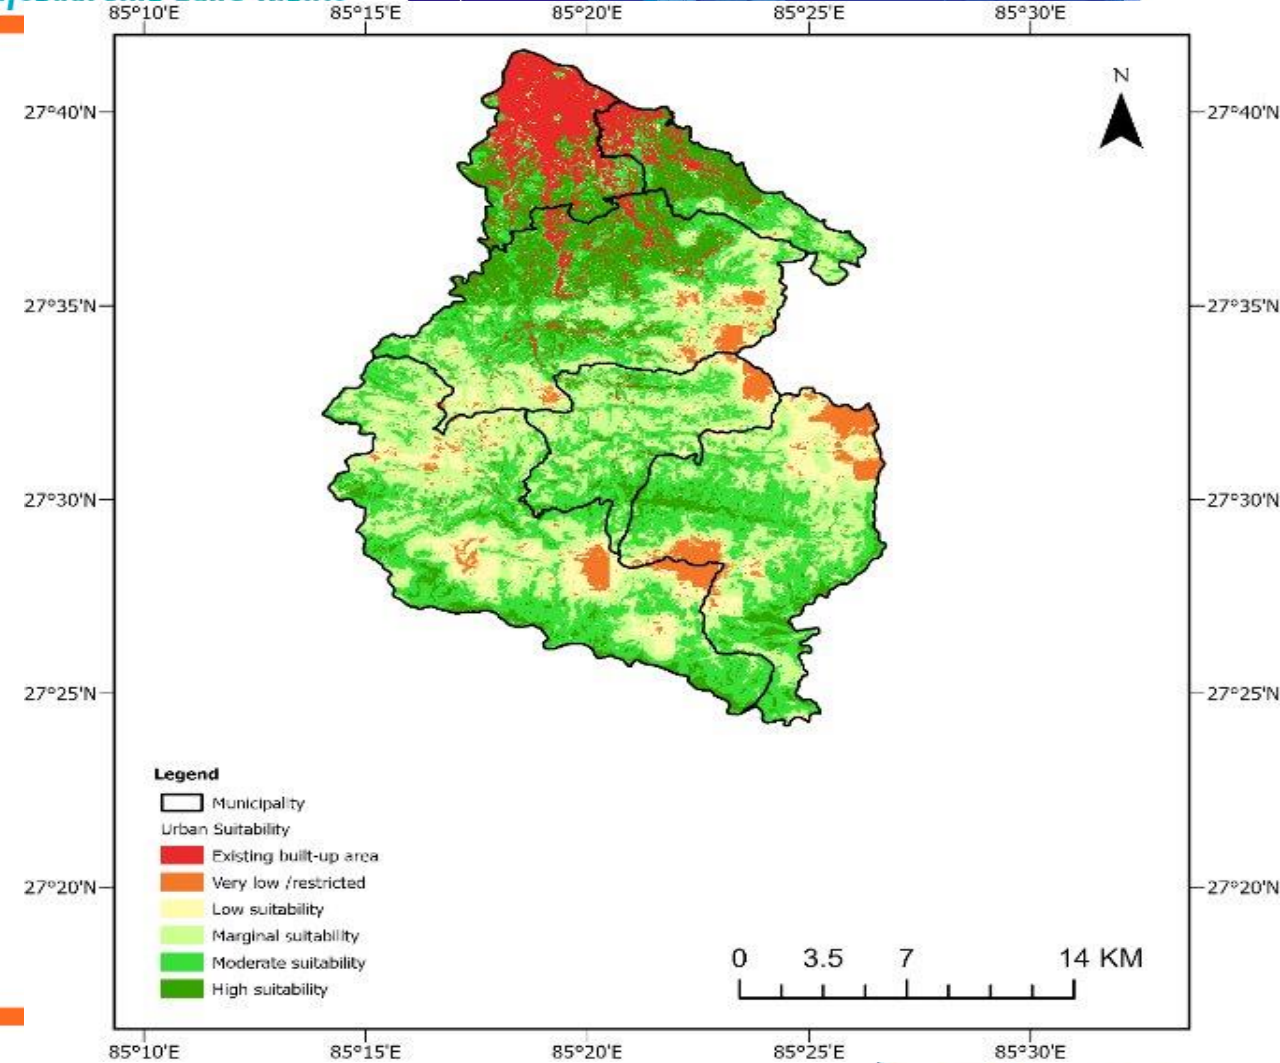 85°10'E 85°15'E 85°20'E 85°25'E 85°30'E
N
27°40'N 27°40'N
27°35'N 27°35'N
27°30'N 27°30'N
27°25'N 27°25'N
Legend
Municipality
Urban Suitability
Existing built-up area
Very low /restricted
27°20'N 27°20'N
Low suitability
Marginal suitability
Moderate suitability
High suitability
0 3.5 7 14 KM
85°10'E 85°15'E 85°20'E 85°25'E 85°30'E